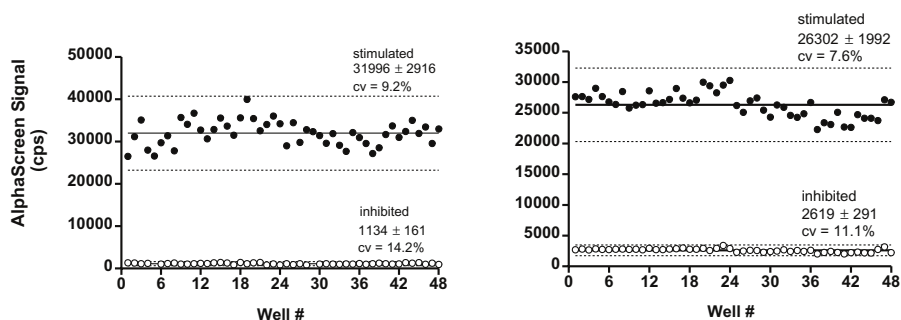 AlphaScreen Signal
(cps)
50000
40000
30000
20000
10000
0
stimulated
31996 ± 2916
cv = 9.2%
inhibited
1134 ± 161
cv = 14.2%
0 6 12 18 24 30 36 42 48
Well #
35000
30000
25000
20000
15000
10000
5000
0
stimulated
26302 ± 1992
cv = 7.6%
inhibited
2619 ± 291
cv = 11.1%
0 6 12 18 24 30 36 42 48
Well #